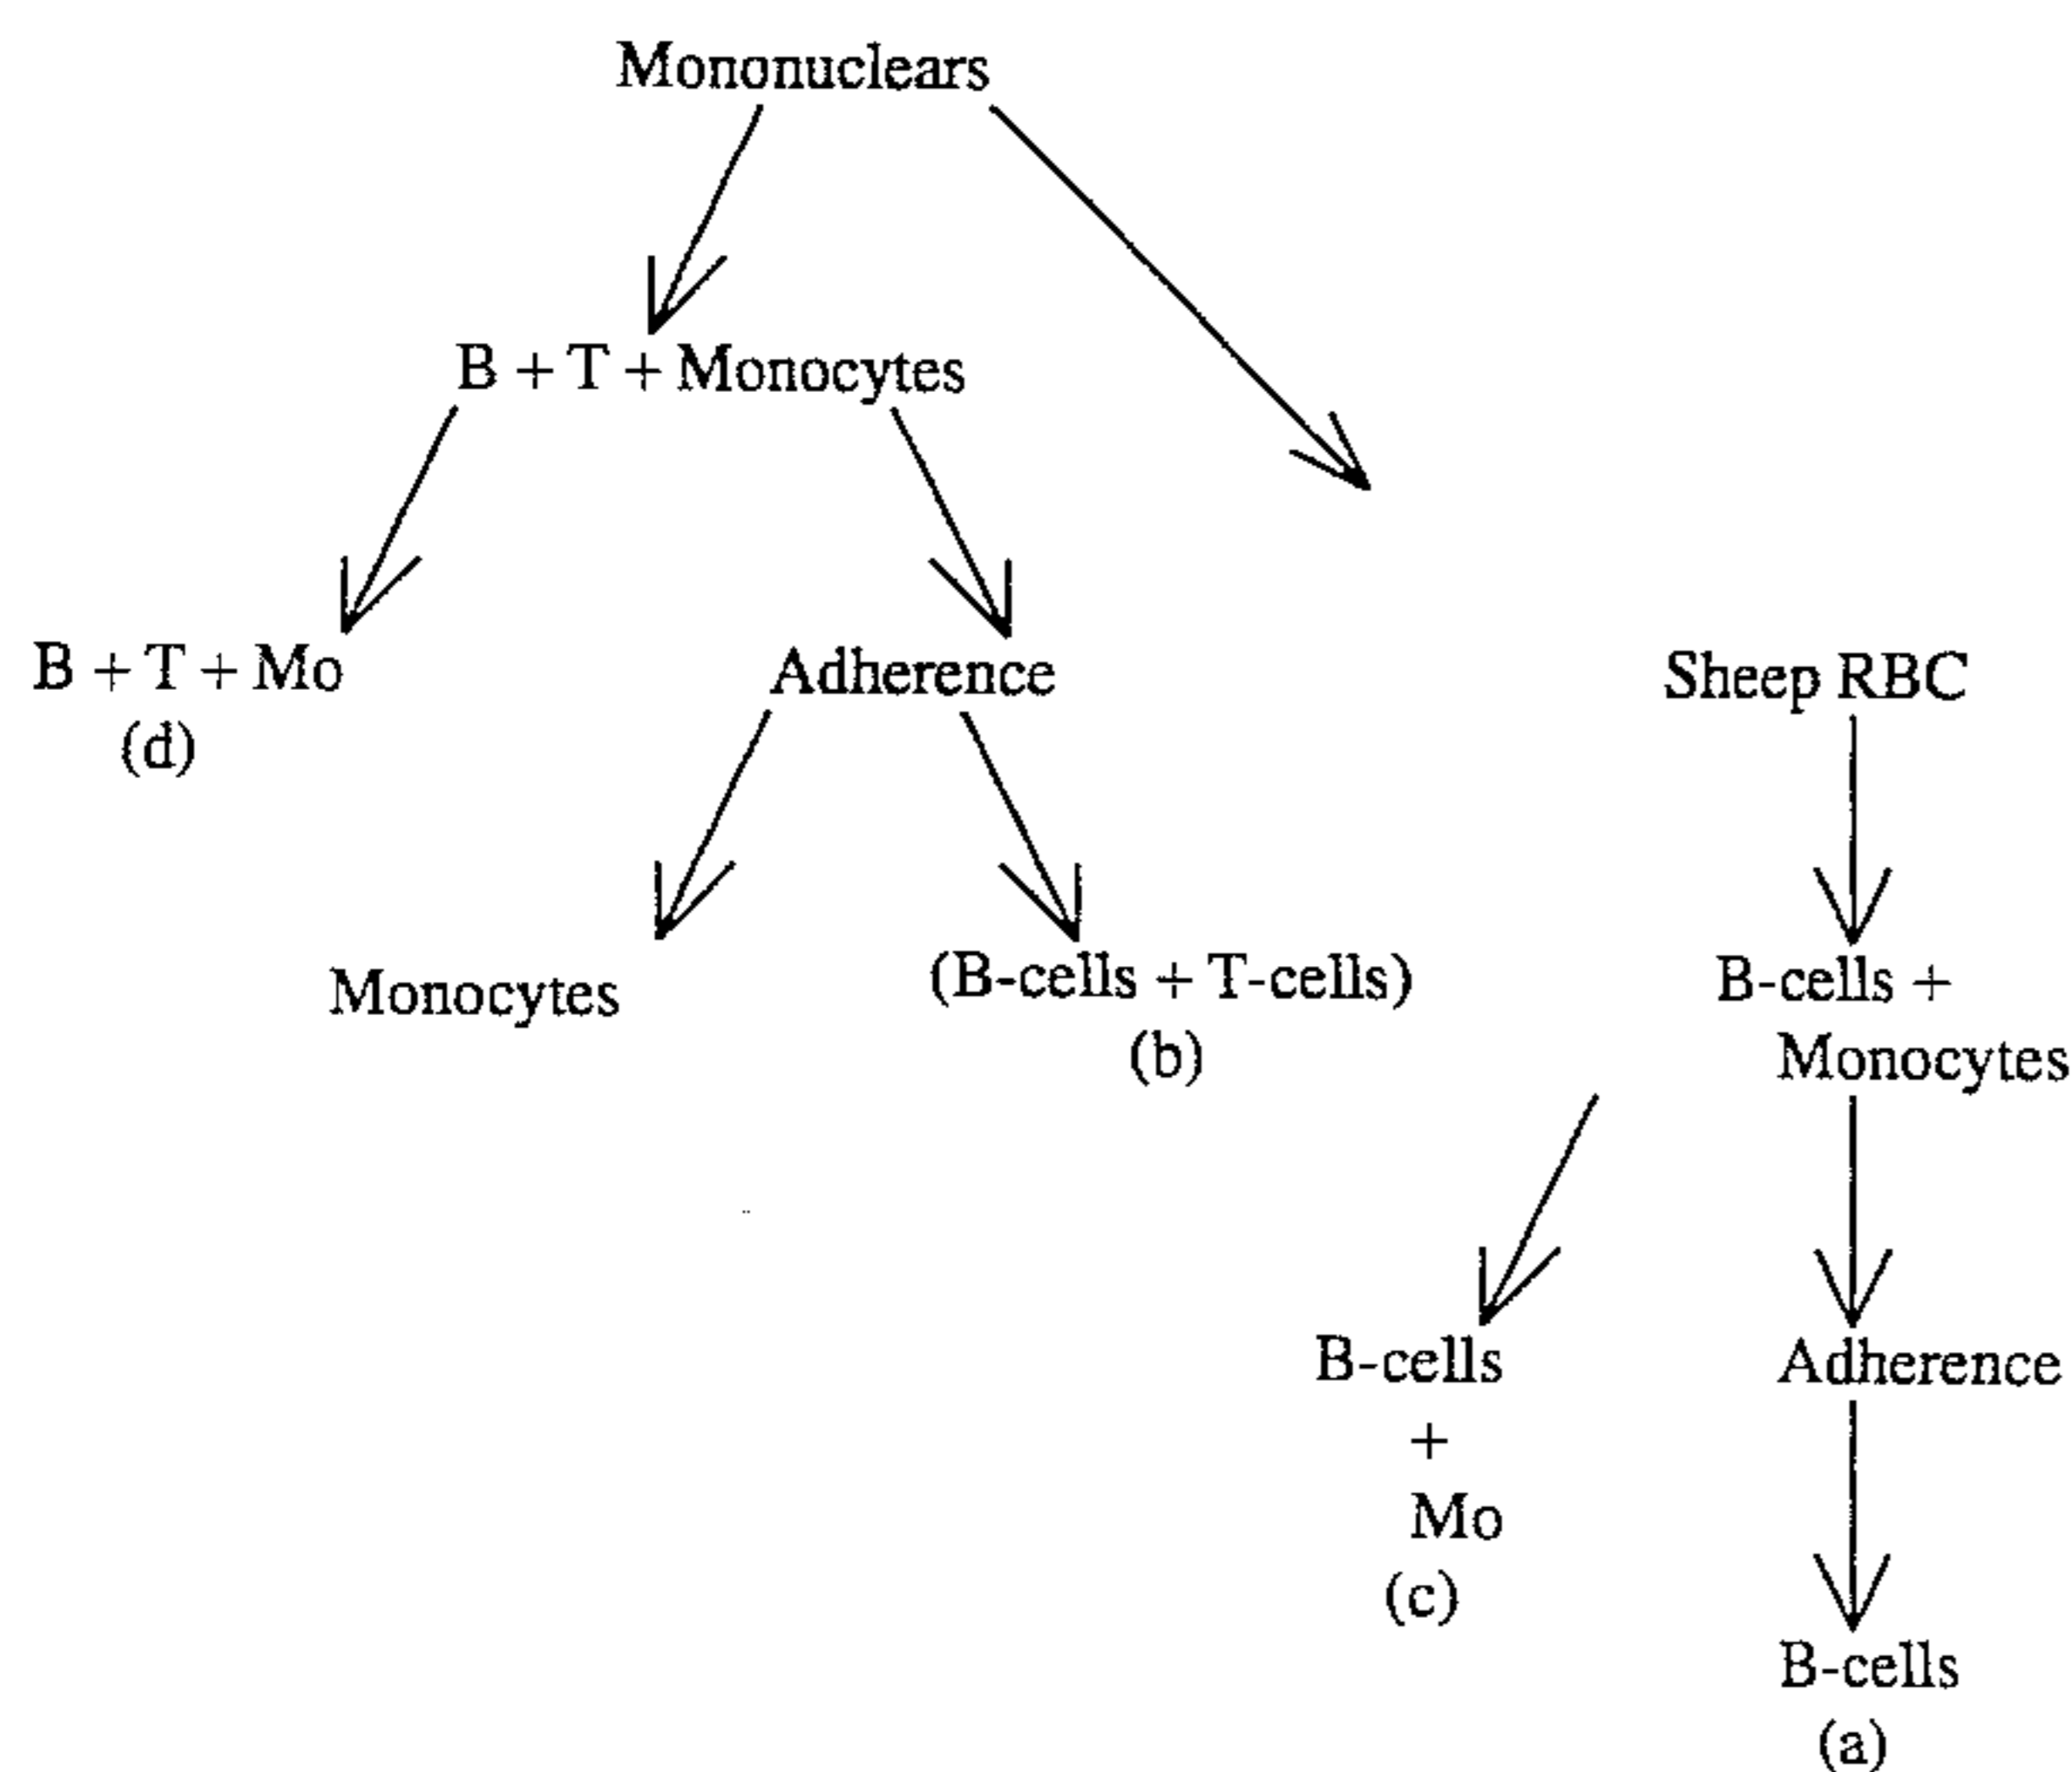 Mononuclears
B + T + Monocytes
B + T + Mo
(d)
Adherence
Sheep RBC
Monocytes
(B-cells + T-cells)
(b)
B-cells +
Monocytes
B-cells
+
Mo
(c)
Adherence
B-cells
(a)